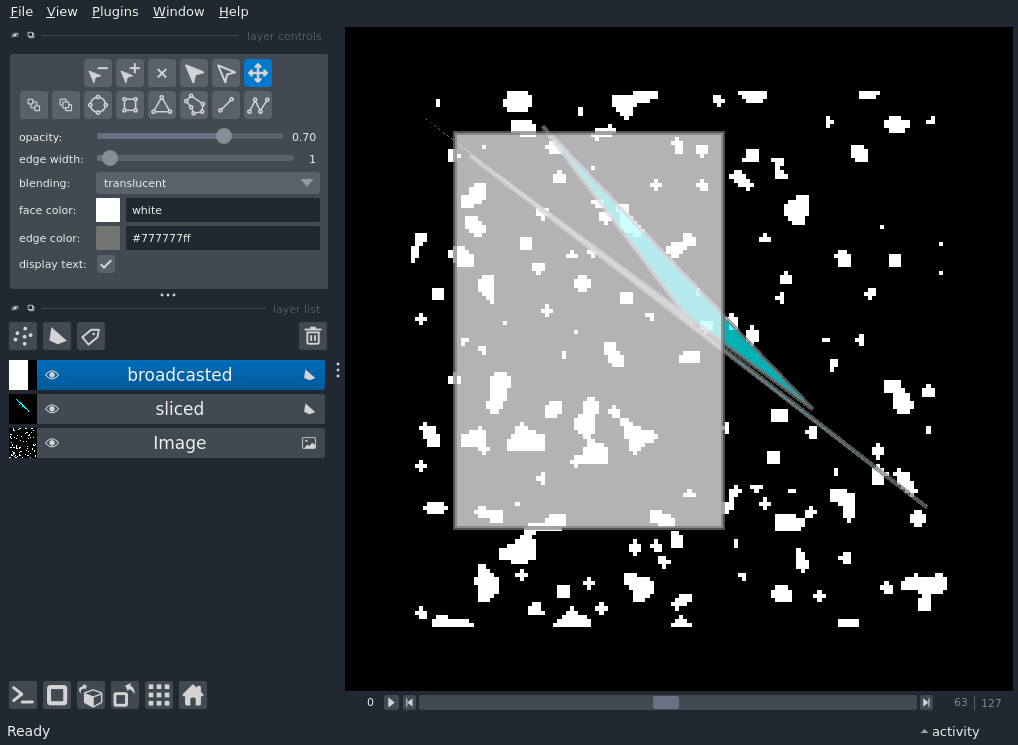 File View Plugins Window Help
layer controls
opacity: 0.70
edge width: 1
blending: translucent
face color: white
edge color: #777777ff
display text:
layer list
broadcasted
sliced
Image
0 63 127
Ready activity